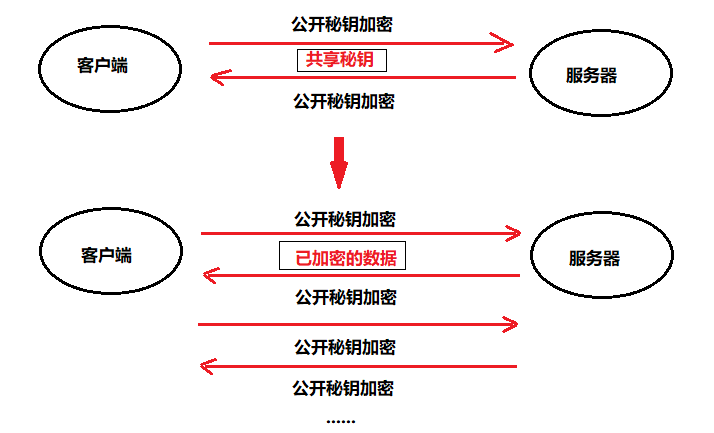 公开秘钥加密
客户端
共享秘钥
服务器
公开秘钥加密
公开秘钥加密
客户端
已加密的数据
服务器
公开秘钥加密
公开秘钥加密
公开秘钥加密
......